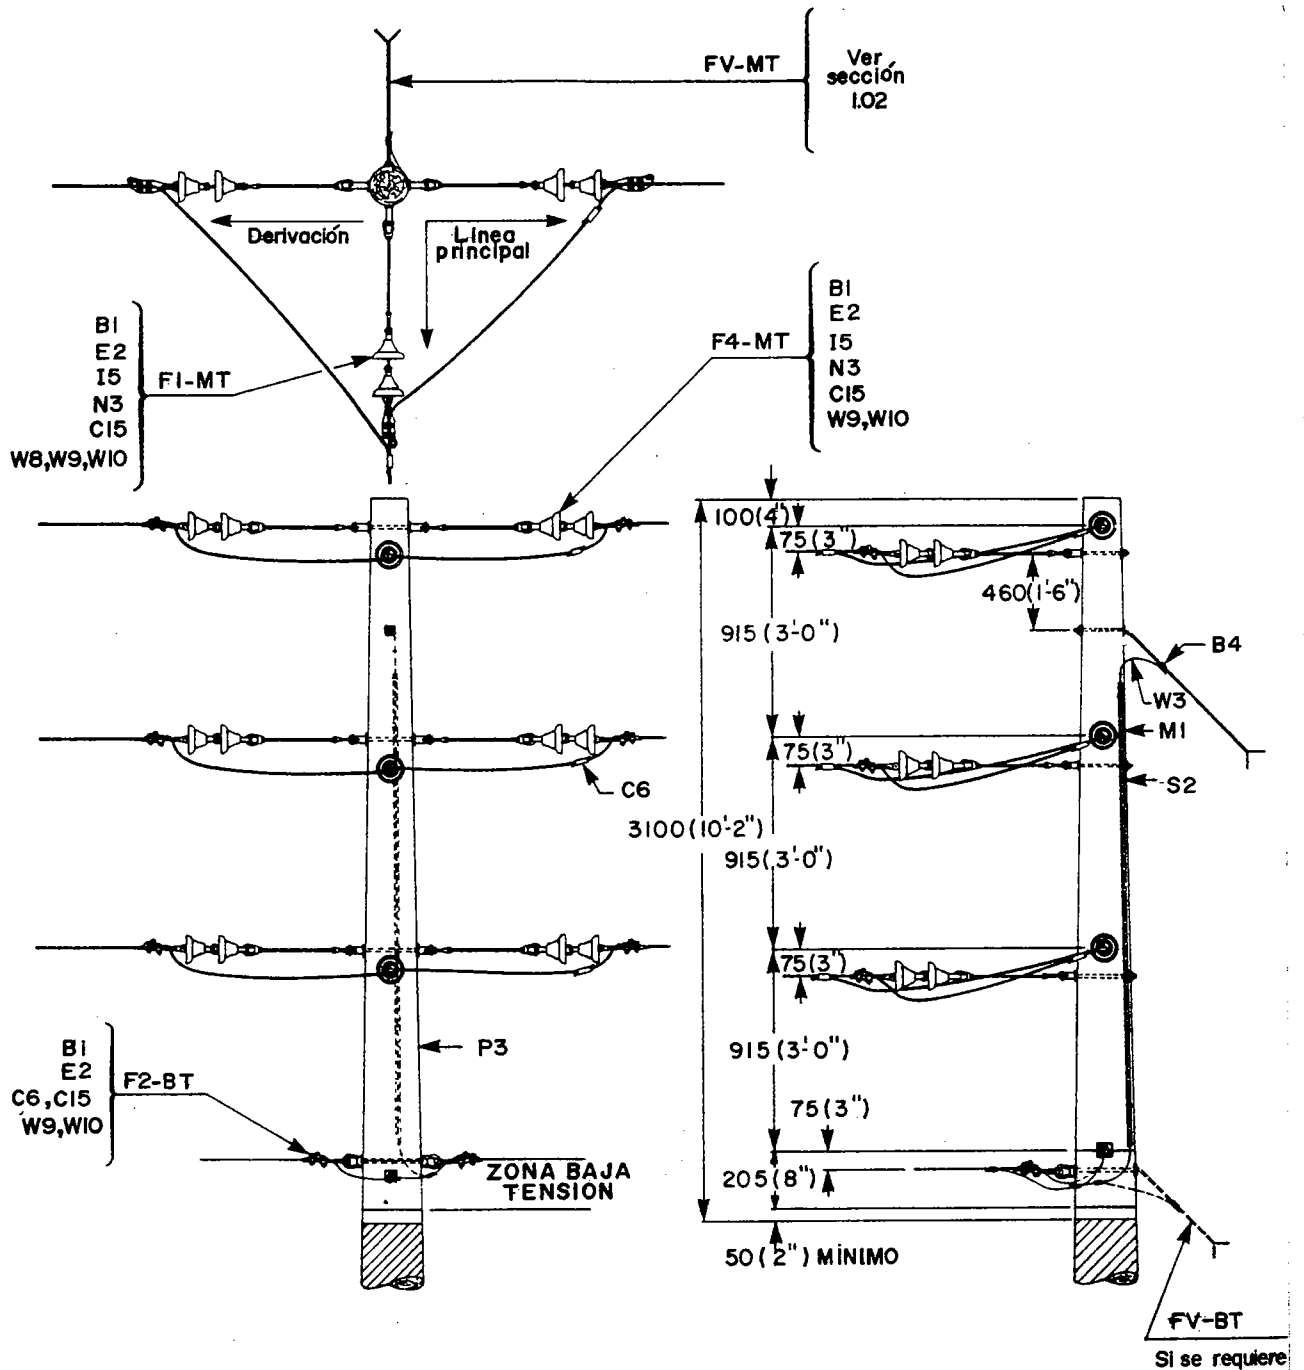 FV-MT
Ver
sección
1.02
Derivación
Línea
principal
B1
E2
I5
N3
C15
W8,W9,W10
F1-MT
F4-MT
B1
E2
I5
N3
C15
W9,W10
100(4")
75(3")
460(1'-6")
915(3'-0")
B4
W3
M1
75(3")
S2
C6
3100(10'-2")
915(3'-0")
75(3")
P3
915(3'-0")
B1
E2
C6,C15
W9,W10
F2-BT
75(3")
ZONA BAJA
TENSION
205(8")
50(2") MÍNIMO
FV-BT
Si se requiere